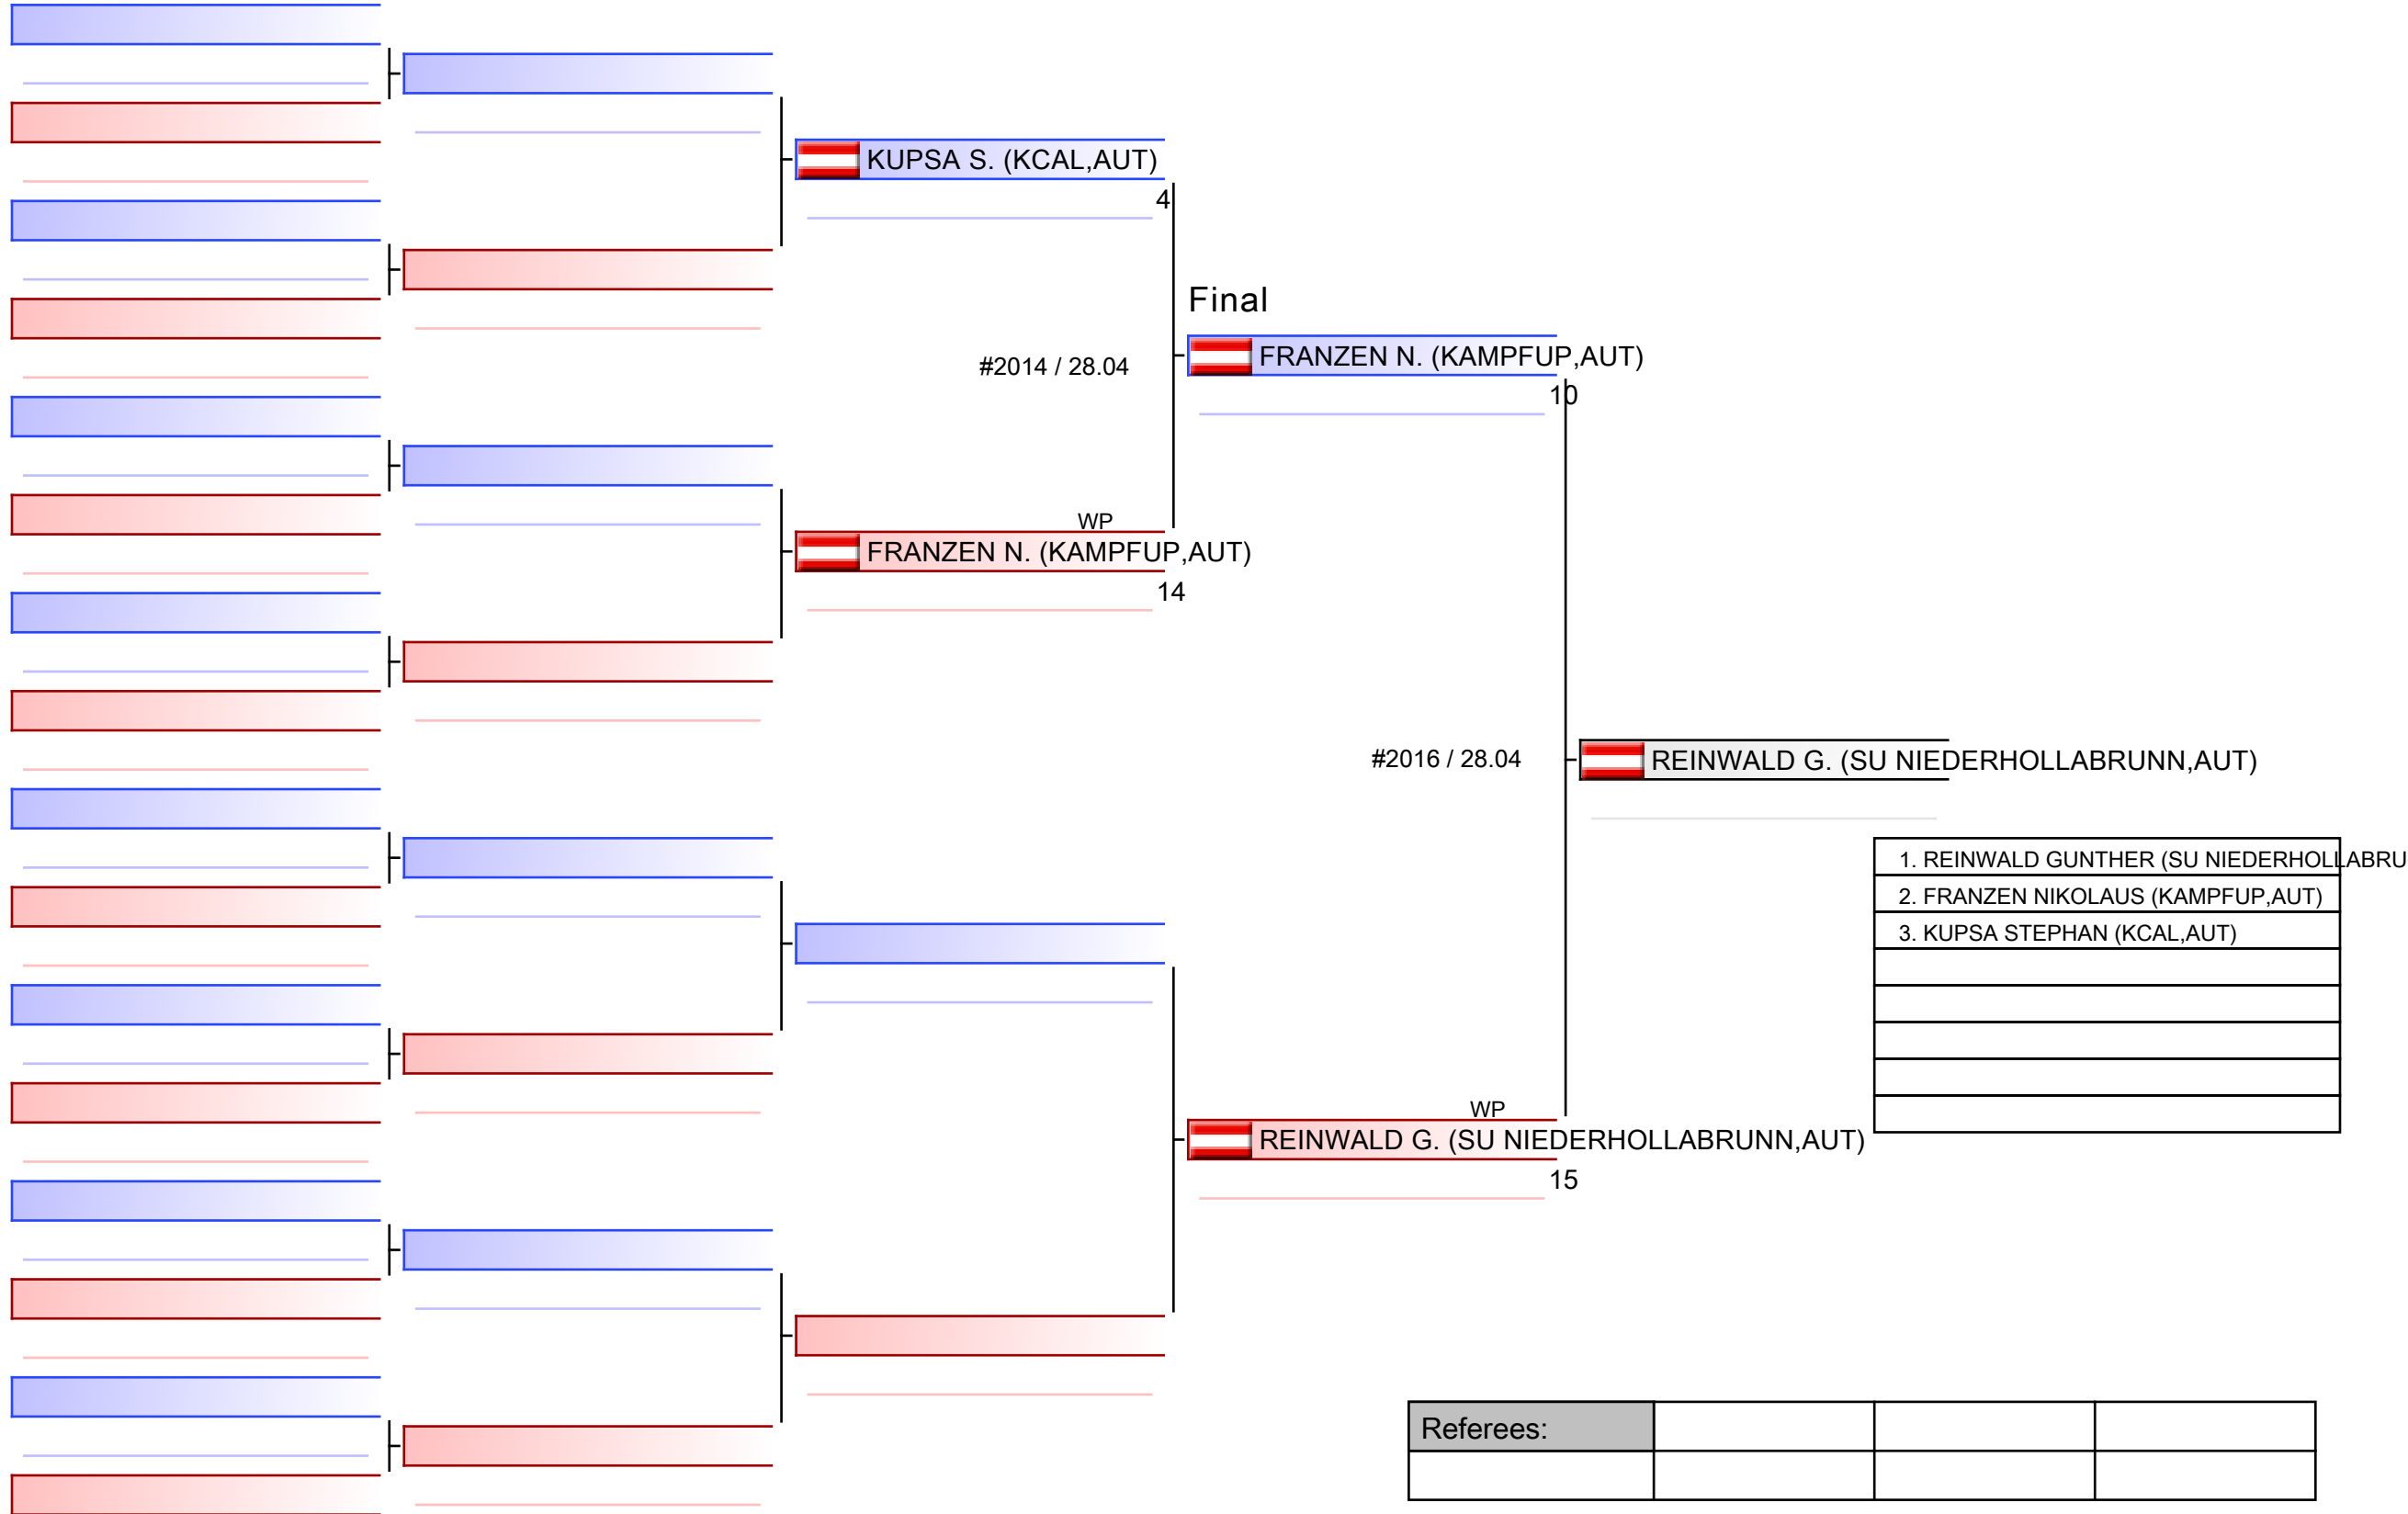 KUPSA S. (KCAL,AUT)
4
Final
#2014 / 28.04
FRANZEN N. (KAMPFUP,AUT)
10
WP
FRANZEN N. (KAMPFUP,AUT)
14
#2016 / 28.04
REINWALD G. (SU NIEDERHOLLABRUNN,AUT)
1. REINWALD GUNTHER (SU NIEDERHOLLABRU
2. FRANZEN NIKOLAUS (KAMPFUP,AUT)
3. KUPSA STEPHAN (KCAL,AUT)
WP
REINWALD G. (SU NIEDERHOLLABRUNN,AUT)
15
Referees: